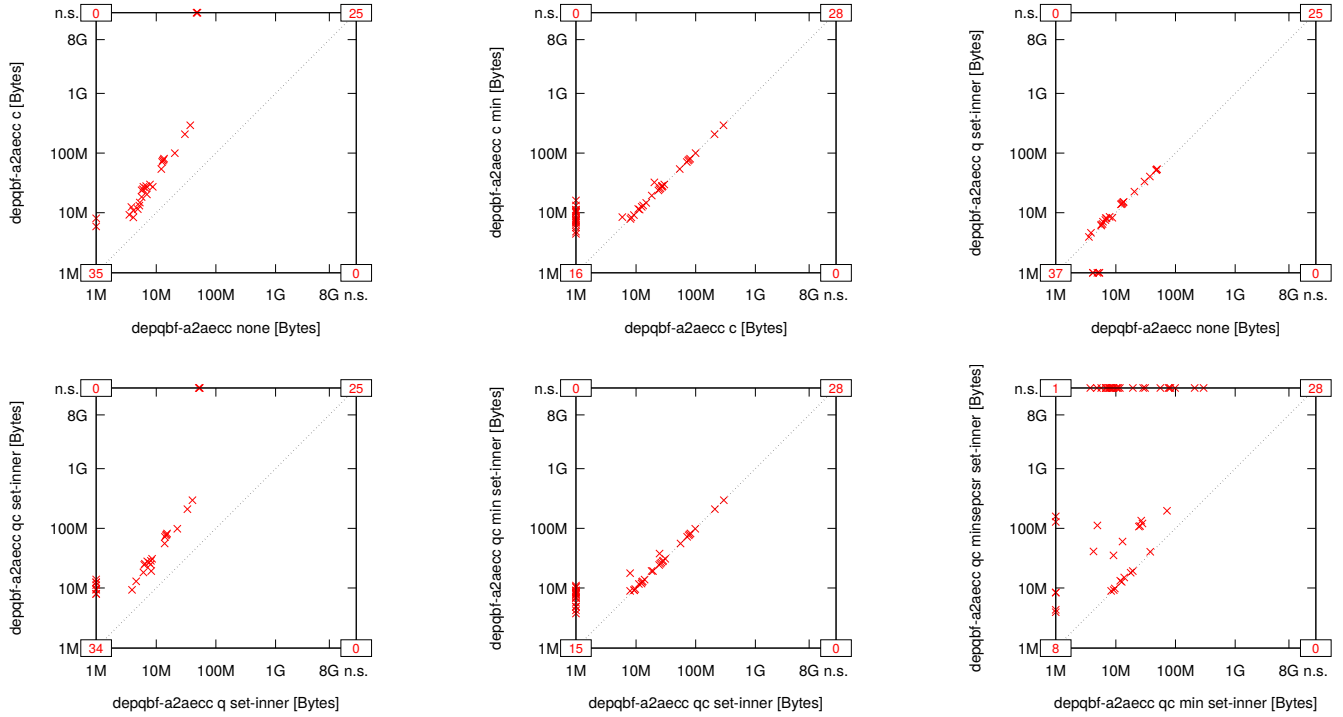 n.s. 0 25
8G
1G
100M
10M
1M 35 0
1M 10M 100M 1G 8G n.s.
depqbf-a2aecc c [Bytes]
depqbf-a2aecc none [Bytes]
n.s. 0 28
8G
1G
100M
10M
1M 16 0
1M 10M 100M 1G 8G n.s.
depqbf-a2aecc c min [Bytes]
depqbf-a2aecc c [Bytes]
n.s. 0 25
8G
1G
100M
10M
1M 37 0
1M 10M 100M 1G 8G n.s.
depqbf-a2aecc q set-inner [Bytes]
depqbf-a2aecc none [Bytes]
n.s. 0 25
8G
1G
100M
10M
1M 34 0
1M 10M 100M 1G 8G n.s.
depqbf-a2aecc qc set-inner [Bytes]
depqbf-a2aecc q set-inner [Bytes]
n.s. 0 28
8G
1G
100M
10M
1M 15 0
1M 10M 100M 1G 8G n.s.
depqbf-a2aecc qc min set-inner [Bytes]
depqbf-a2aecc qc set-inner [Bytes]
n.s. 1 28
8G
1G
100M
10M
1M 8 0
1M 10M 100M 1G 8G n.s.
depqbf-a2aecc qc minsepcsr set-inner [Bytes]
depqbf-a2aecc qc min set-inner [Bytes]